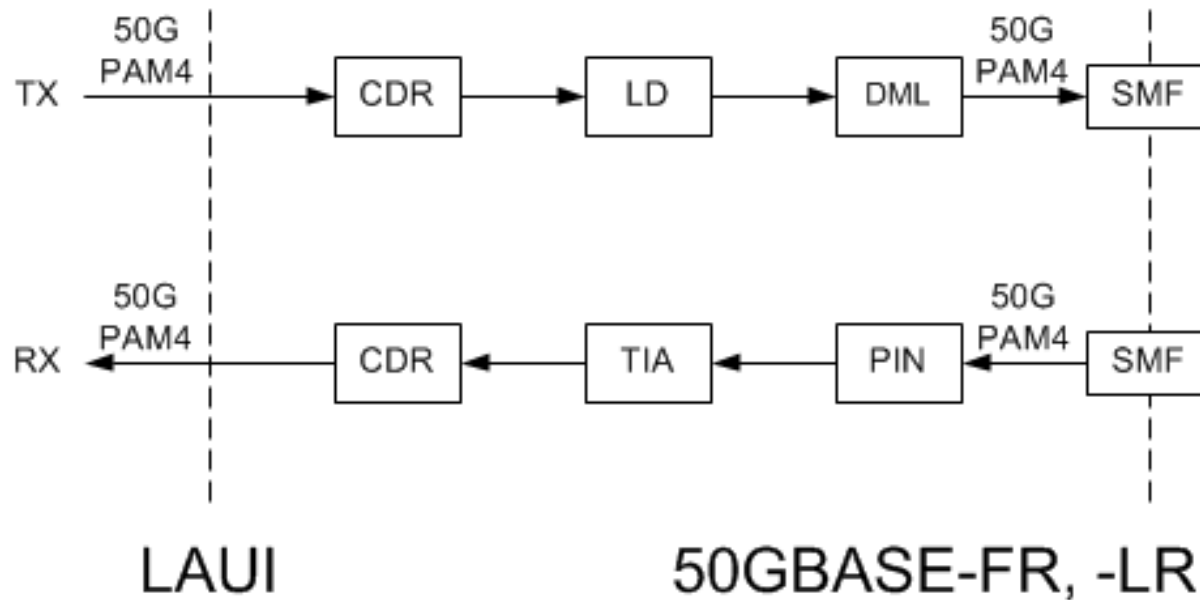 50G
PAM4
50G
PAM4
TX
CDR
LD
DML
SMF
50G
PAM4
50G
PAM4
RX
CDR
TIA
PIN
SMF
LAUI
50GBASE-FR, -LR